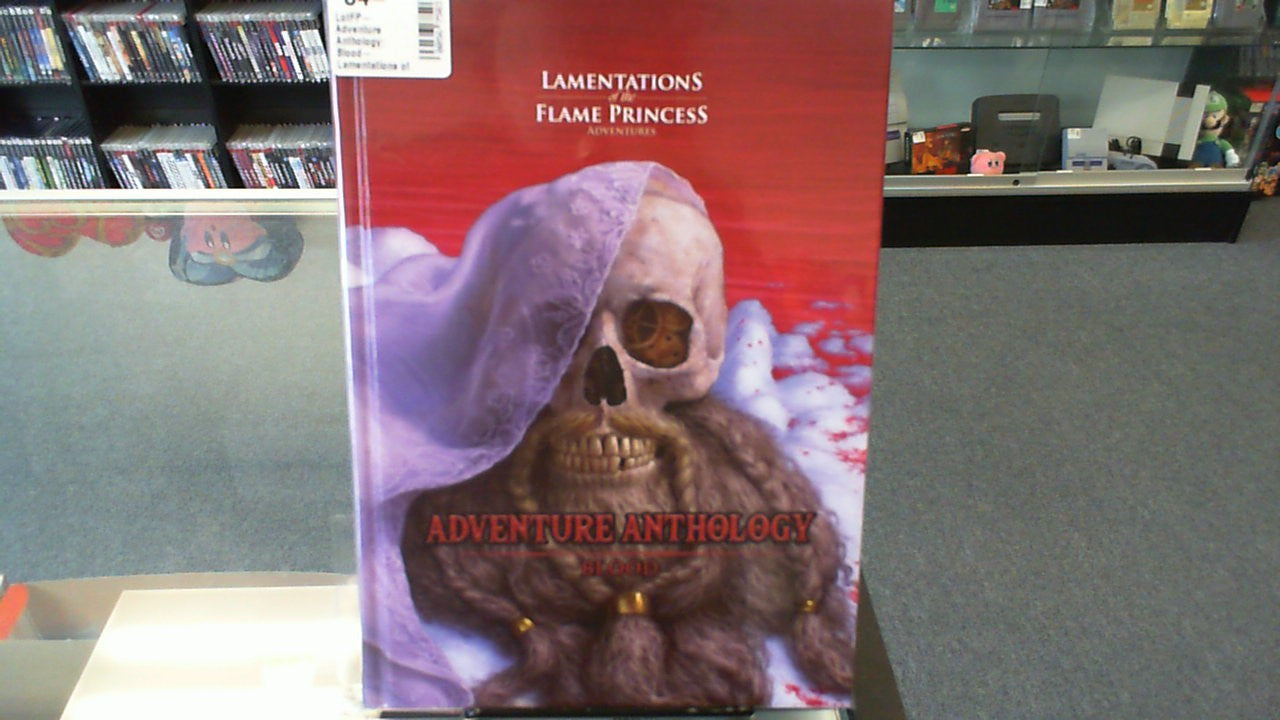 LotFP -
Adventure
Anthology
Blood -
Lamentations of
LAMENTATIONS
of the
FLAME PRINCESS
ADVENTURES
ADVENTURE ANTHOLOGY
BLOOD